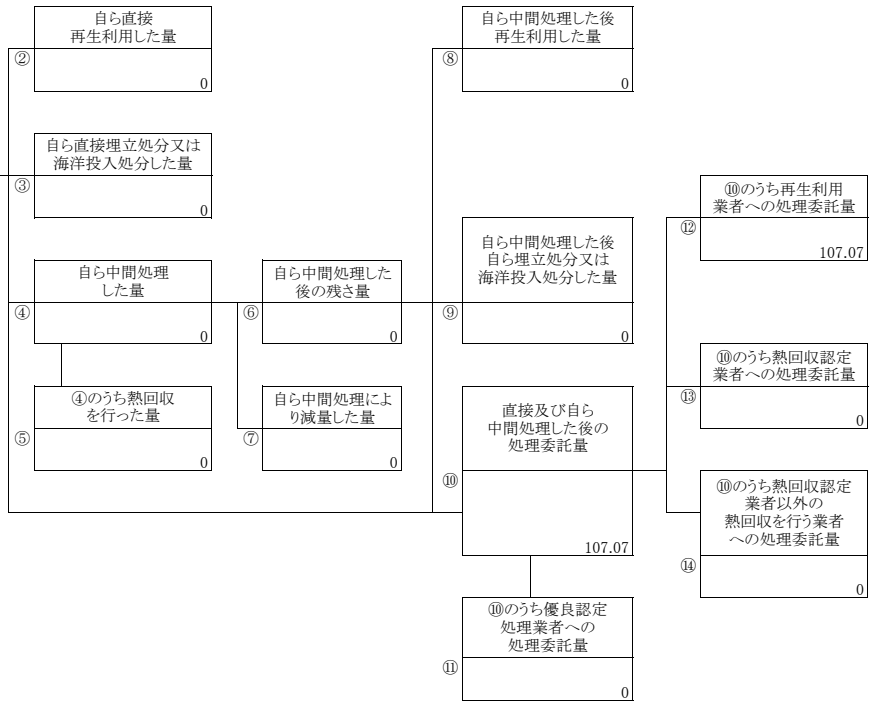 自ら直接
再生利用した量
②
0
自ら直接埋立処分又は
海洋投入処分した量
③
0
自ら中間処理
した量
④
0
④のうち熱回収
を行った量
⑤
0
自ら中間処理した
後の残さ量
⑥
0
自ら中間処理によ
り減量した量
⑦
0
自ら中間処理した後
再生利用した量
⑧
0
自ら中間処理した後
自ら埋立処分又は
海洋投入処分した量
⑨
0
直接及び自ら
中間処理した後の
処理委託量
⑩
107.07
⑩のうち優良認定
処理業者への
処理委託量
⑪
0
⑩のうち再生利用
業者への処理委託量
⑫
107.07
⑩のうち熱回収認定
業者への処理委託量
⑬
0
⑩のうち熱回収認定
業者以外の
熱回収を行う業者
への処理委託量
⑭
0